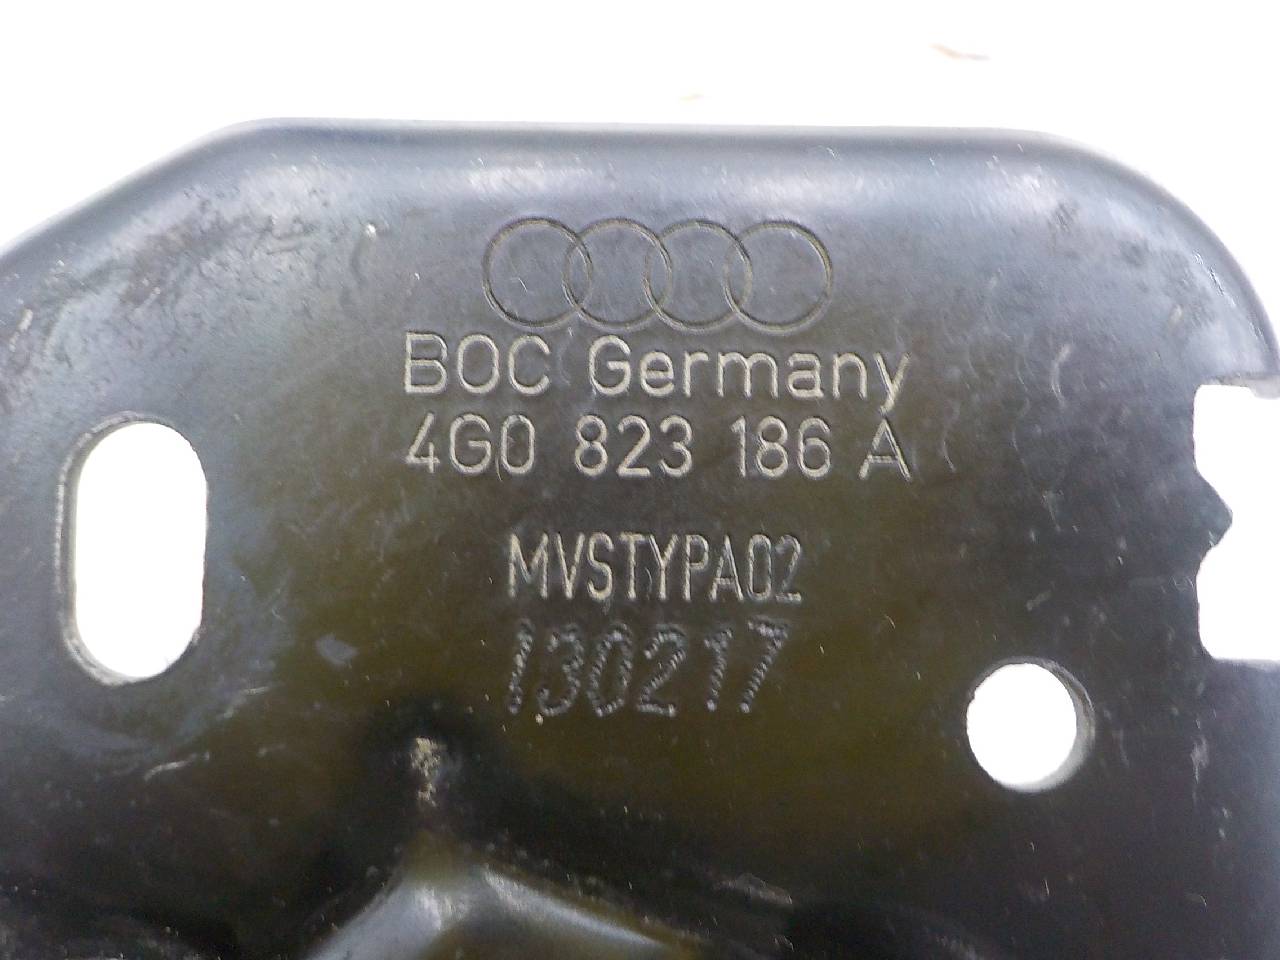 BOC Germany
4G0 823 186 A
MVSTYPA02
130217